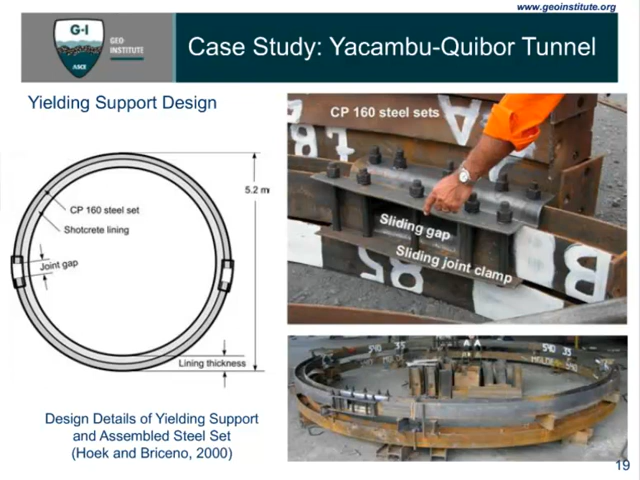 www.geoinstitute.org
G-I
GEO
INSTITUTE
ASCE
Case Study: Yacambu-Quibor Tunnel
Yielding Support Design
CP 160 steel set
Shotcrete lining
Joint gap
5.2 m
Lining thickness
Design Details of Yielding Support
and Assembled Steel Set
(Hoek and Briceno, 2000)
CP 160 steel sets
Sliding gap
Sliding joint clamp
85
19